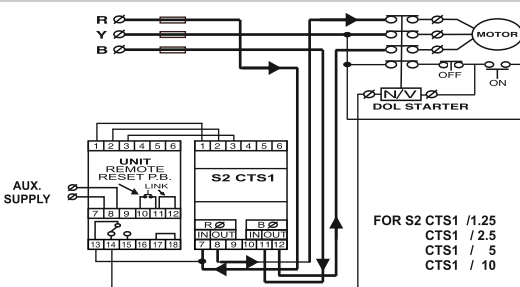 R Ø
Y Ø
B Ø
MOTOR
OFF
ON
N/V
DOL STARTER
1 2 3 4 5 6
UNIT
REMOTE
RESET P.B.
LINK
7 8 9 10 11 12
13 14 15 16 17 18
AUX.
SUPPLY
1 2 3 4 5 6
S2 CTS1
R Ø
B Ø
IN OUT
IN OUT
7 8 9 10 11 12
FOR S2 CTS1 /1.25
CTS1 / 2.5
CTS1 / 5
CTS1 / 10